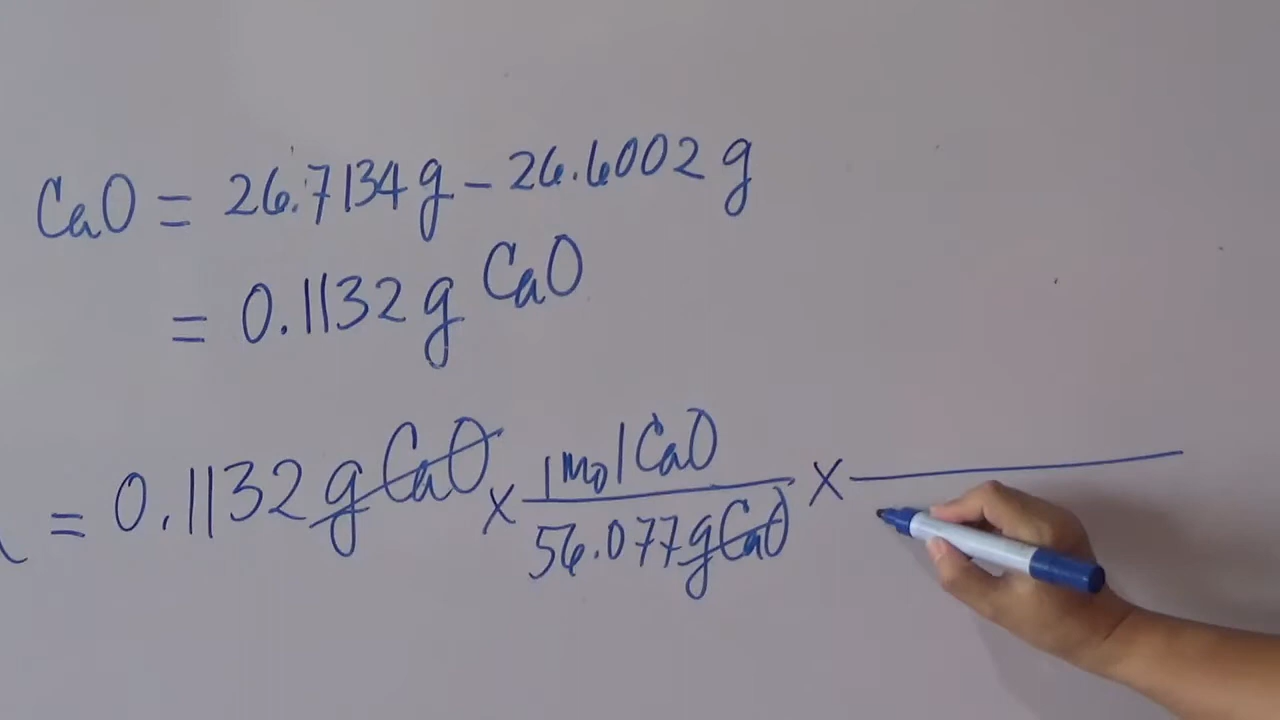 CaO = 26.7134 g - 26.6002 g
= 0.1132 g CaO
= 0.1132 g CaO x 1 mol CaO / 56.077 g CaO x